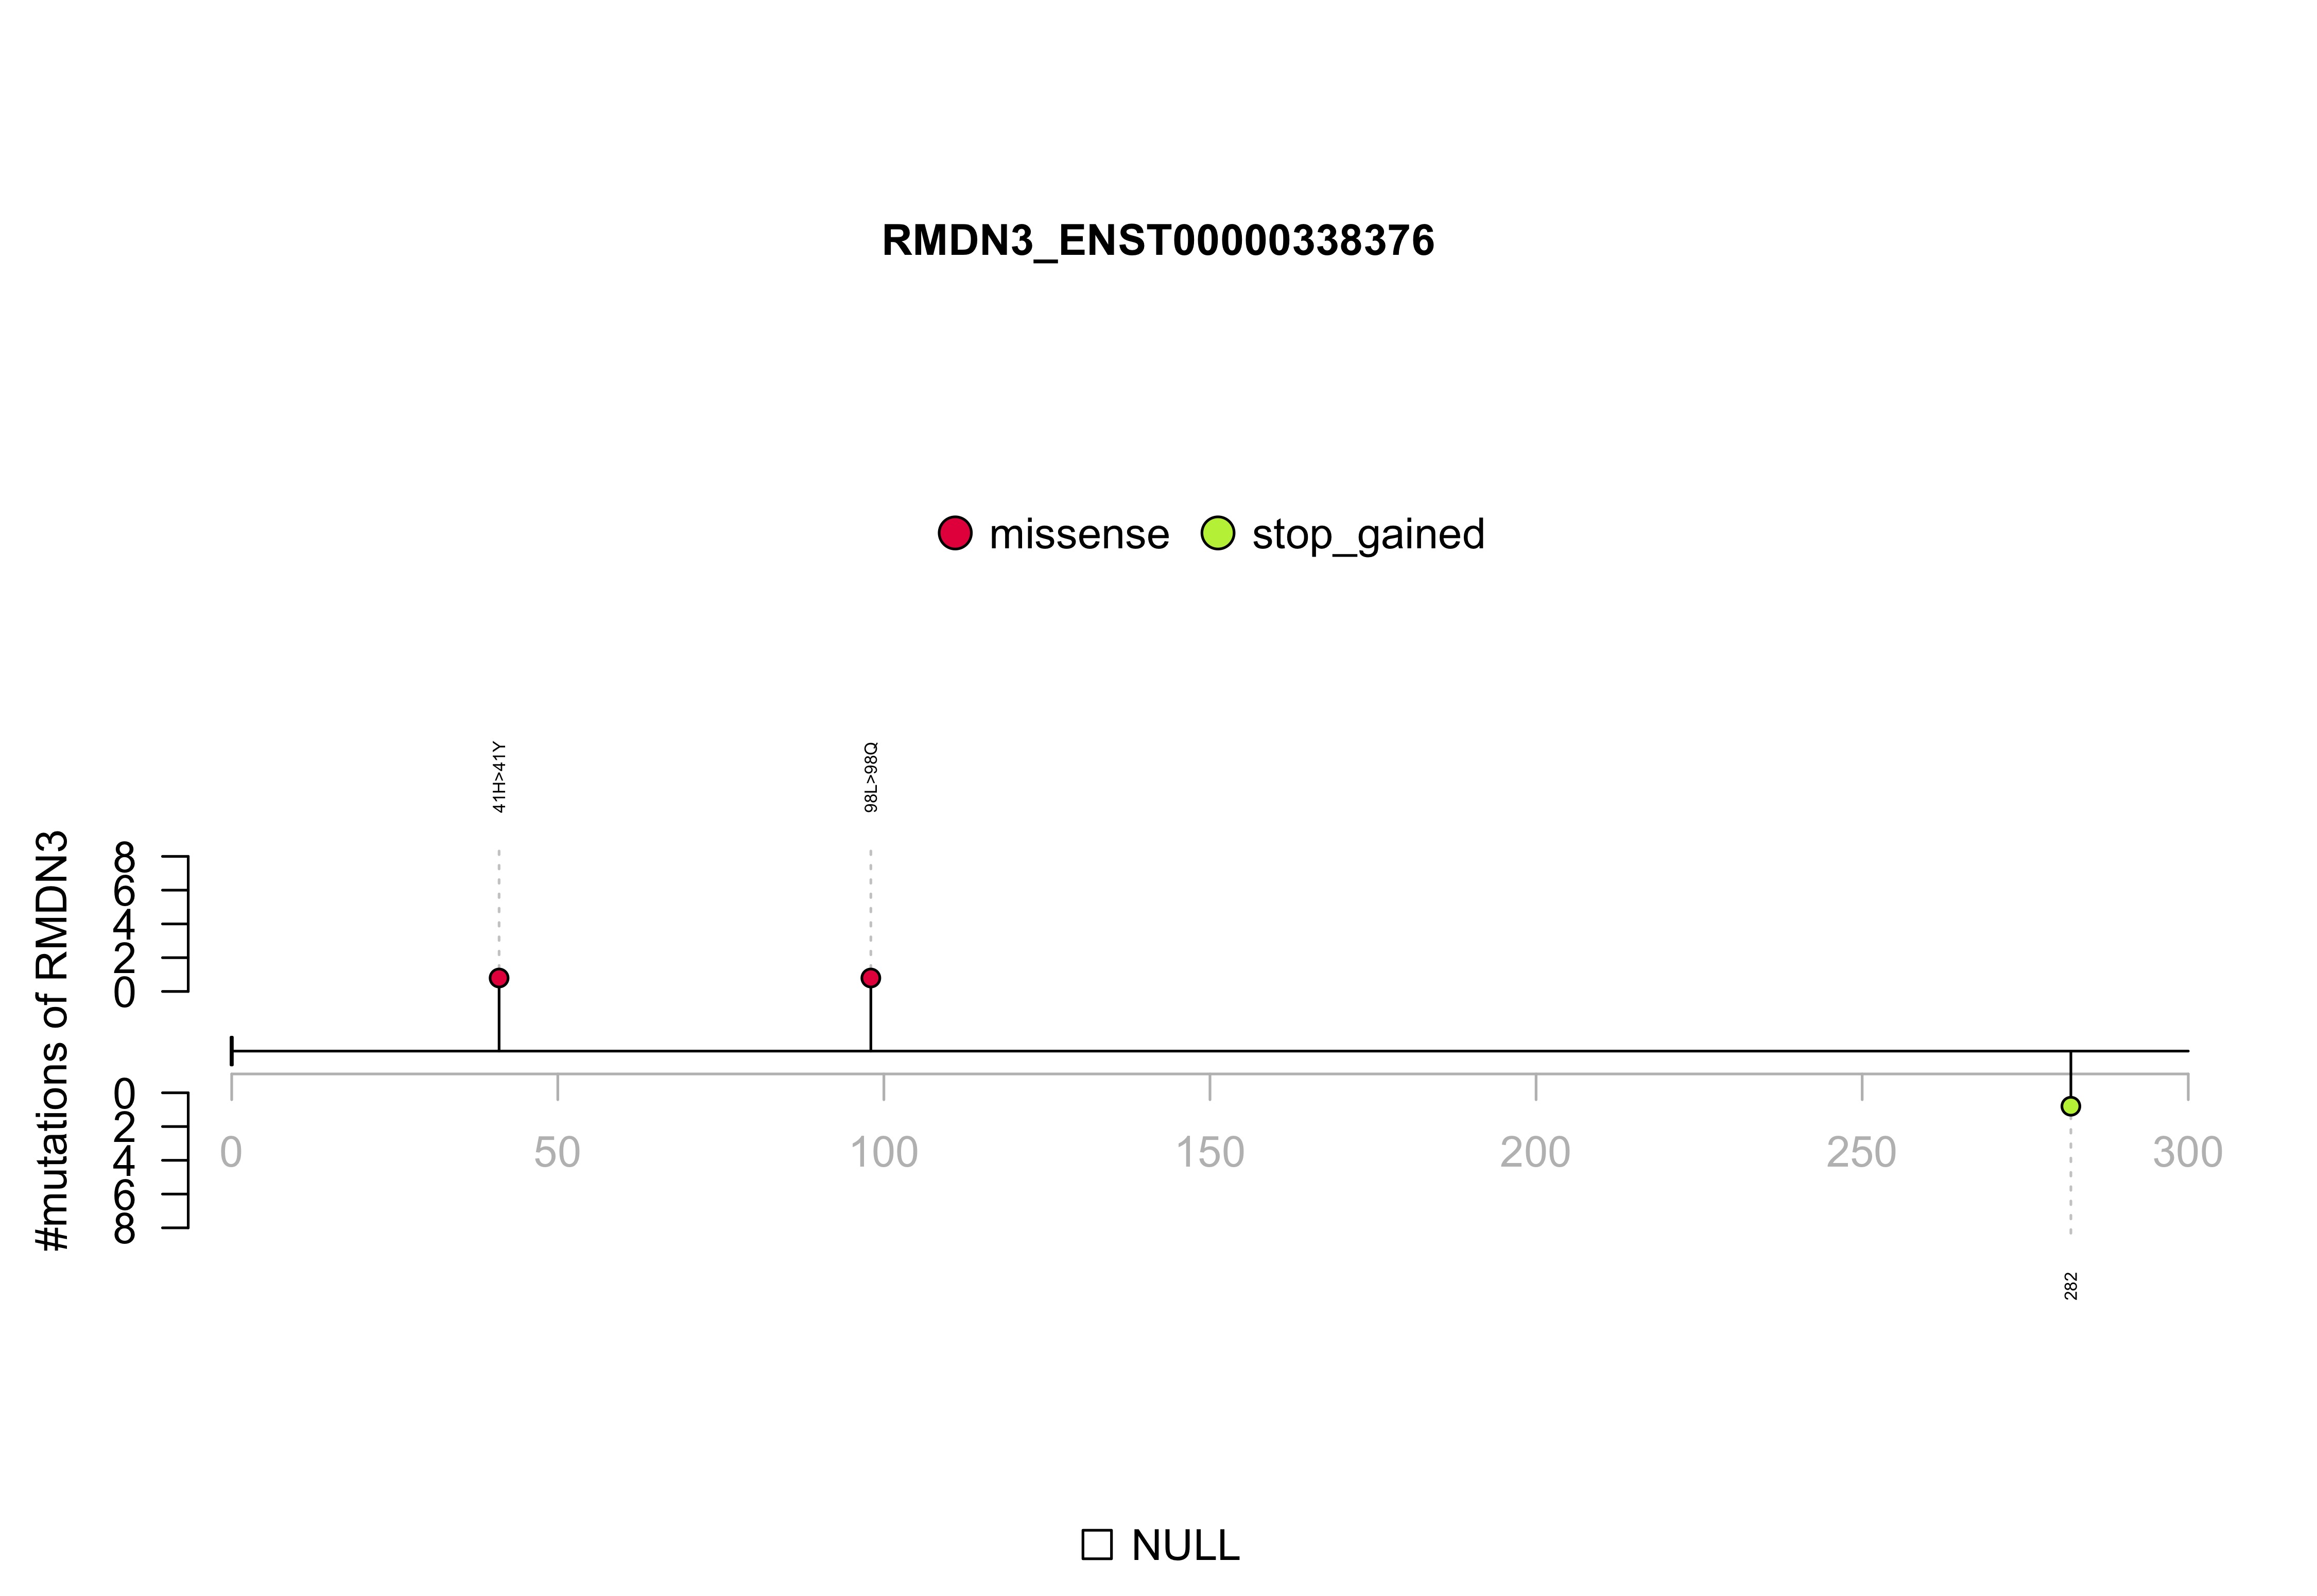 RMDN3_ENST00000338376
missense
stop_gained
41H>41Y
98L>98Q
#mutations of RMDN3
8
6
4
2
0
0
2
4
6
8
0 50 100 150 200 250 300
282
NULL